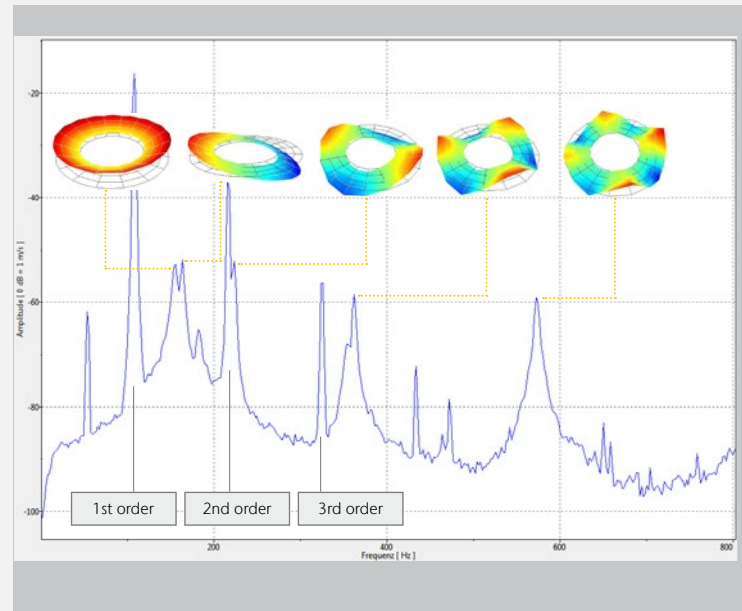 -20
-40
-60
-80
-100
Amplitude [ 0 dB = 1 m/s ]
1st order
2nd order
3rd order
200
400
600
800
Frequenz [ Hz ]